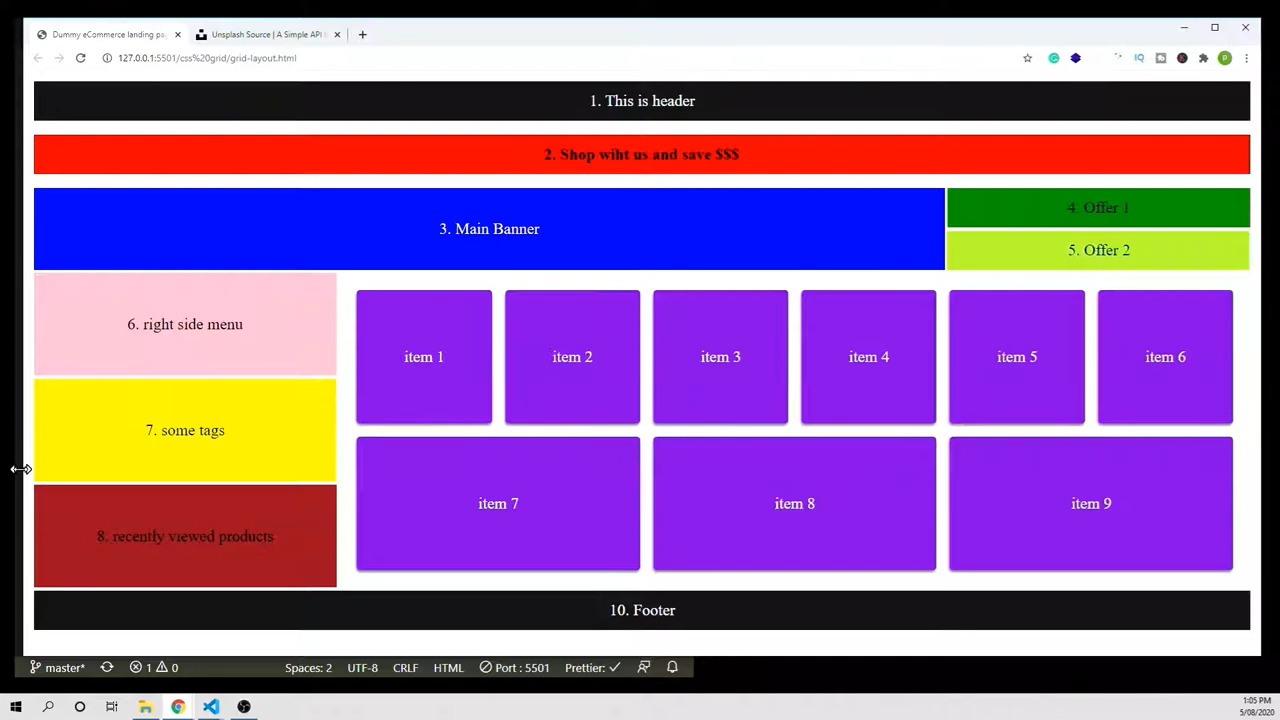 Dummy eCommerce landing pa
Unsplash Source | A Simple API
127.0.0.1:5501/css%20grid/grid-layout.html
IQ
P
1. This is header
2. Shop wiht us and save $$$
3. Main Banner
4. Offer 1
5. Offer 2
6. right side menu
item 1
item 2
item 3
item 4
item 5
item 6
7. some tags
item 7
item 8
item 9
8. recently viewed products
10. Footer
master*
1
0
Spaces: 2
UTF-8
CRLF
HTML
Port : 5501
Prettier: ✓
1:05 PM
5/08/2020